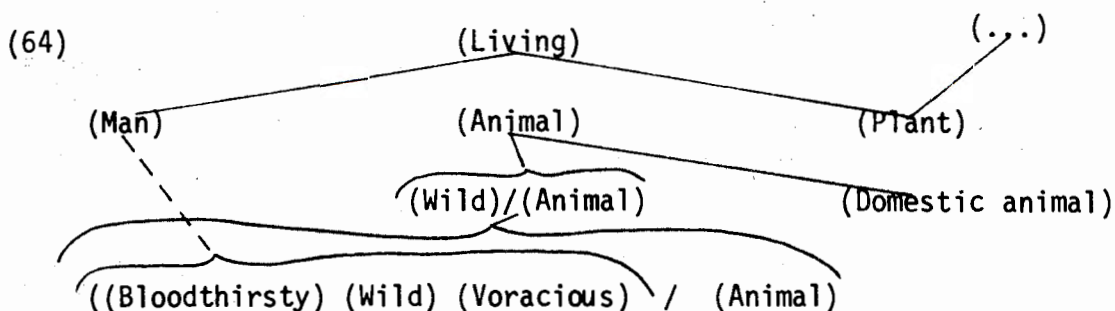 (64) (Living) (...)
(Man) (Animal) (Plant)
(Wild)/(Animal) (Domestic animal)
((Bloodthirsty) (Wild) (Voracious) / (Animal)